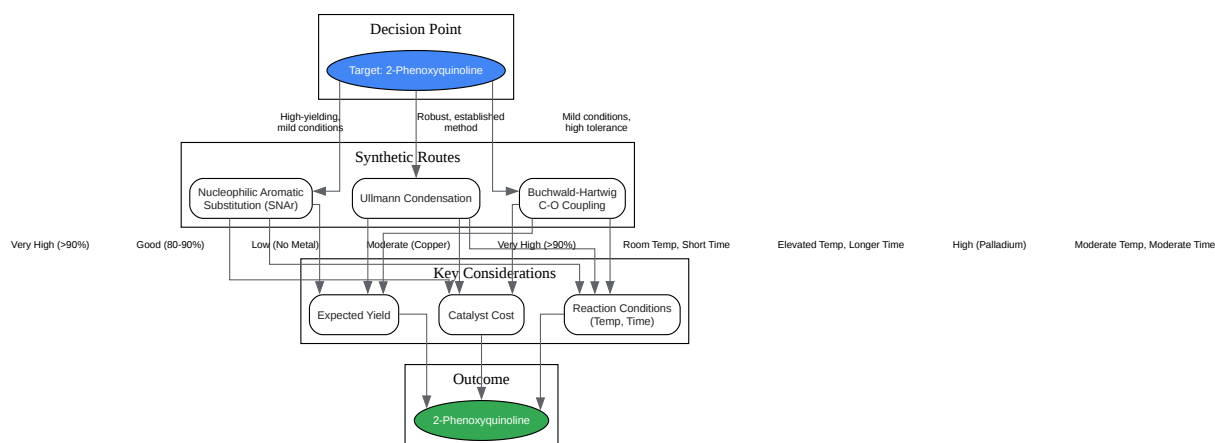 Decision Point
Target: 2-Phenoxyquinoline
High-yielding,
mild conditions
Robust, established
method
Mild conditions,
high tolerance
Synthetic Routes
Nucleophilic Aromatic
Substitution (SNAr)
Ullmann Condensation
Buchwald-Hartwig
C-O Coupling
Very High (>90%)
Good (80-90%)
Low (No Metal)
Moderate (Copper)
Very High (>90%)
Room Temp, Short Time
Elevated Temp, Longer Time
High (Palladium)
Moderate Temp, Moderate Time
Key Considerations
Expected Yield
Catalyst Cost
Reaction Conditions
(Temp, Time)
Outcome
2-Phenoxyquinoline